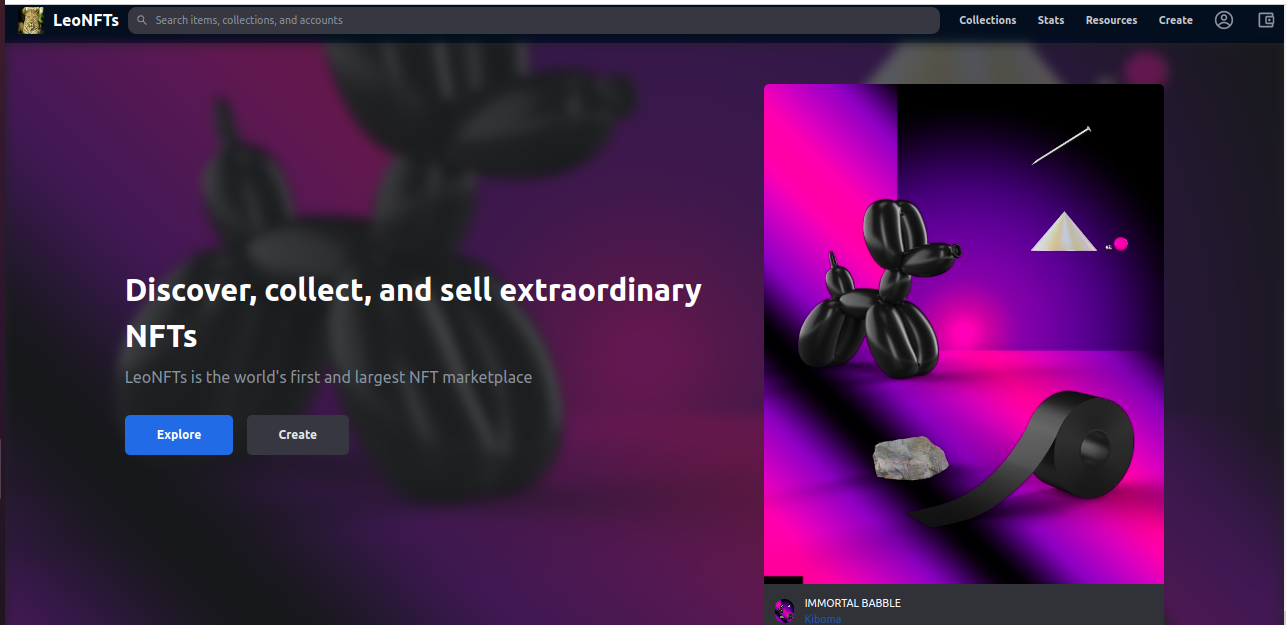 LeoNFTs
Search items, collections, and accounts
Collections
Stats
Resources
Create
Discover, collect, and sell extraordinary
NFTs
LeoNFTs is the world's first and largest NFT marketplace
Explore
Create
IMMORTAL BABBLE
Kiboma